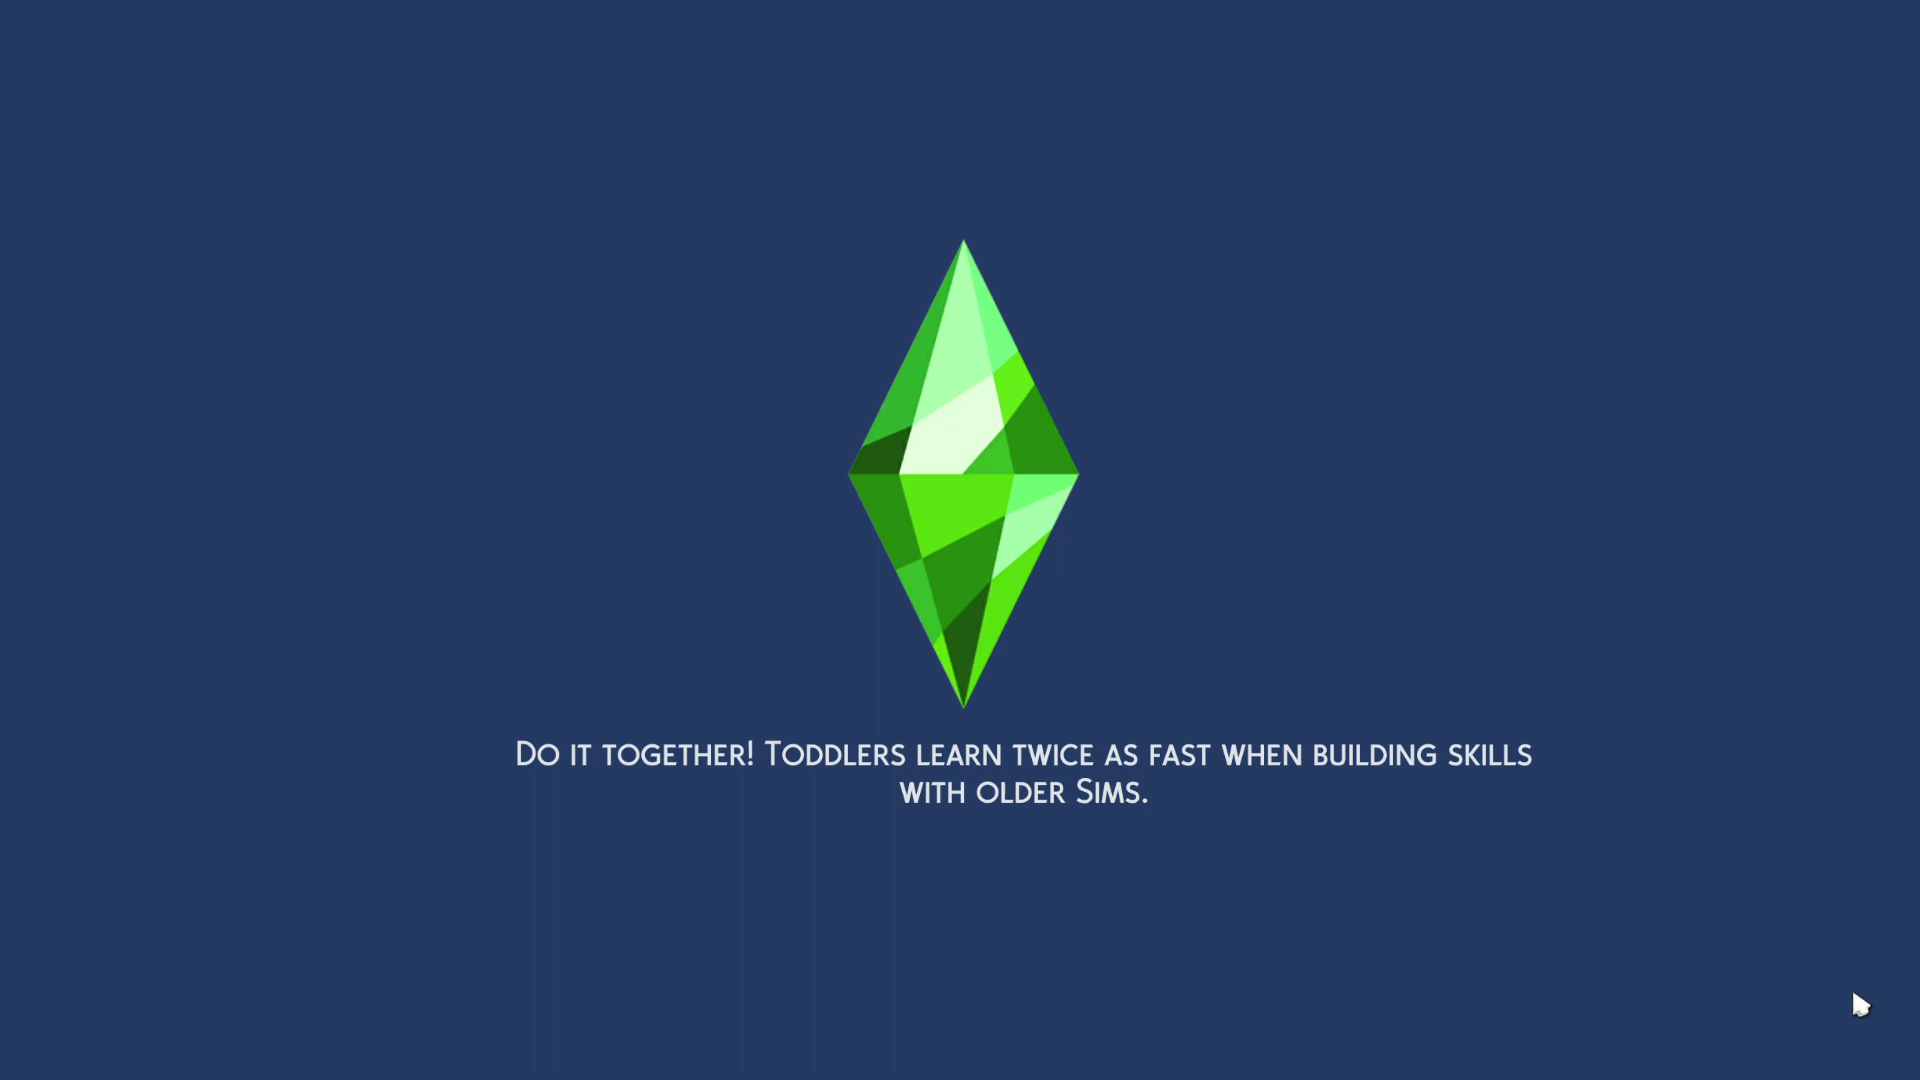 Do it together! Toddlers learn twice as fast when building skills
with older Sims.